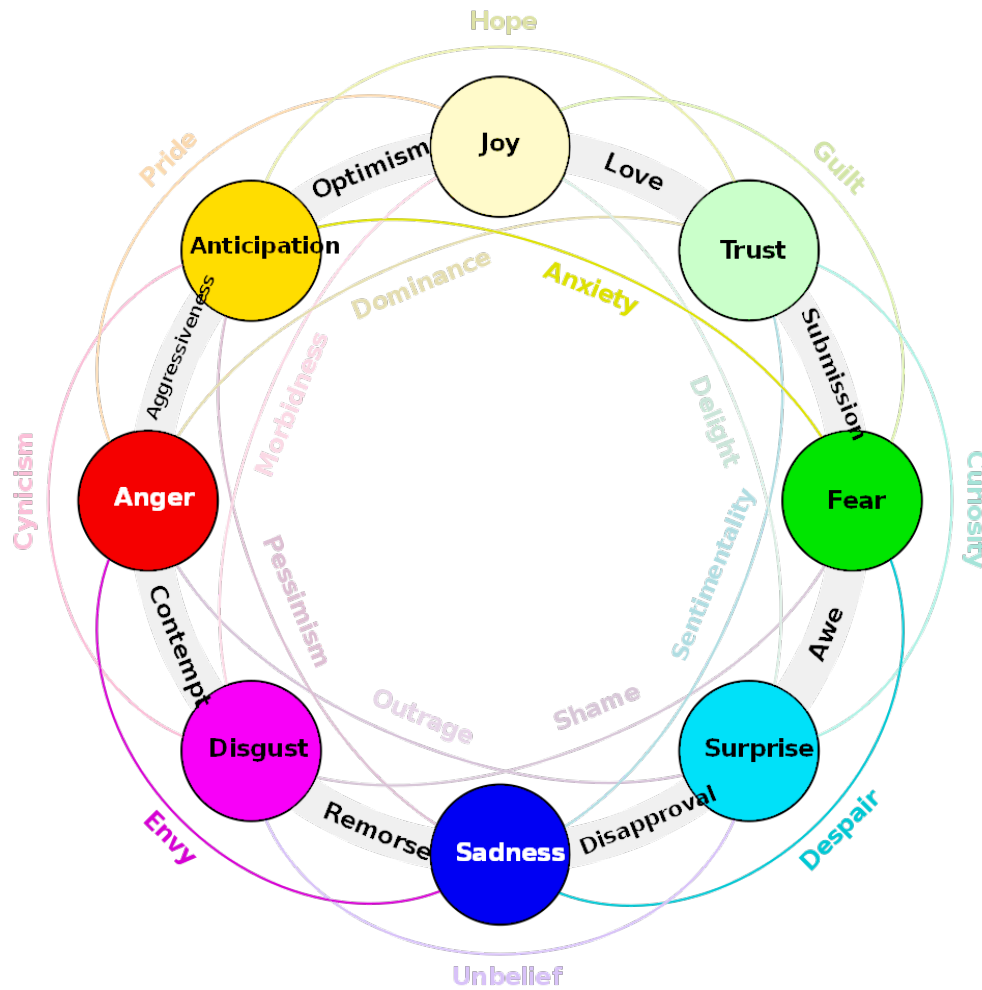 Hope
Joy
Pride
Optimism
Love
Guilt
Anticipation
Trust
Dominance
Anxiety
Aggressiveness
Submission
Morbidness
Delight
Cynicism
Anger
Fear
Curiosity
Pessimism
Sentimentality
Contempt
Awe
Outrage
Shame
Disgust
Surprise
Envy
Remorse
Sadness
Disapproval
Despair
Unbelief